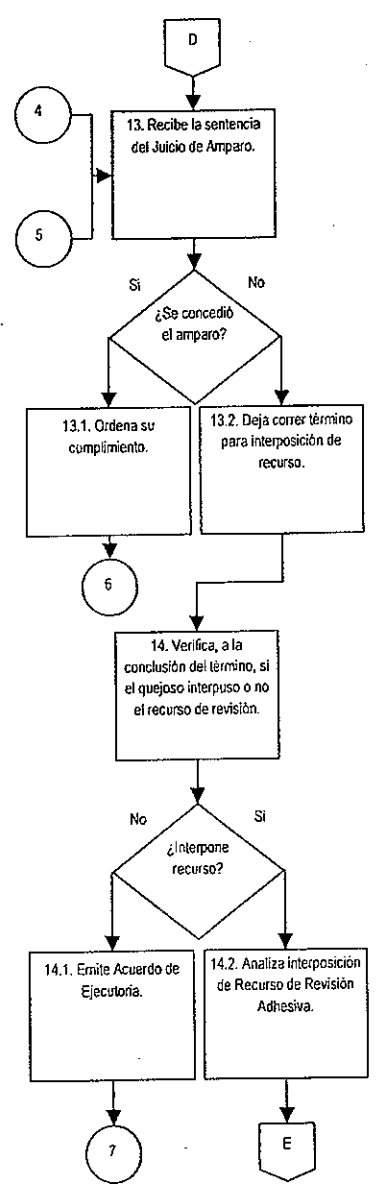 D
4
13. Recibe la sentencia
del Juicio de Amparo.
5
Si
No
¿Se concedió
el amparo?
13.1. Ordena su
cumplimiento.
13.2. Deja correr término
para interposición de
recurso.
6
14. Verifica, a la
conclusión del término, si
el quejoso interpuso o no
el recurso de revisión.
No
Si
¿Interpone
recurso?
14.1. Emite Acuerdo de
Ejecutoria.
14.2. Analiza interposición
de Recurso de Revisión
Adhesiva.
7
E